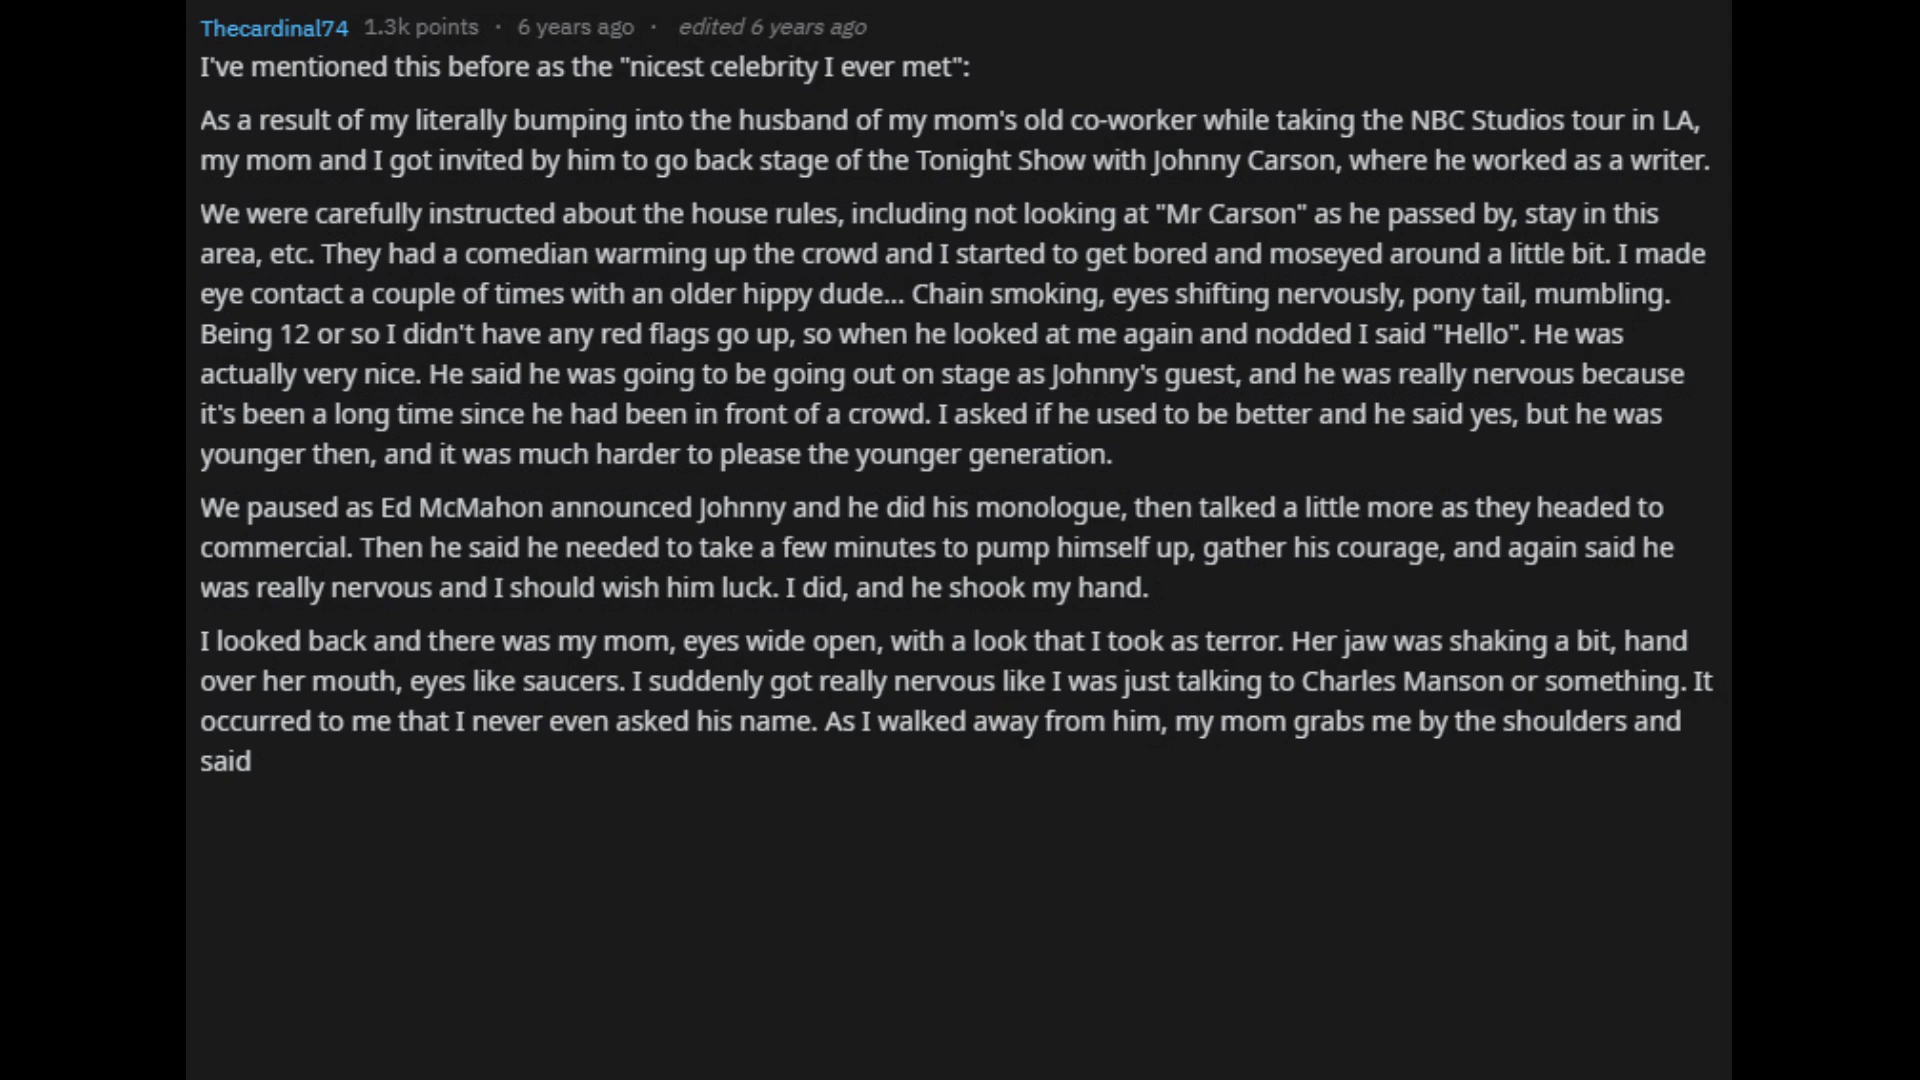 Thecardinal74 1.3k points · 6 years ago · edited 6 years ago
I've mentioned this before as the "nicest celebrity I ever met":
As a result of my literally bumping into the husband of my mom's old co-worker while taking the NBC Studios tour in LA,
my mom and I got invited by him to go back stage of the Tonight Show with Johnny Carson, where he worked as a writer.
We were carefully instructed about the house rules, including not looking at "Mr Carson" as he passed by, stay in this
area, etc. They had a comedian warming up the crowd and I started to get bored and moseyed around a little bit. I made
eye contact a couple of times with an older hippy dude... Chain smoking, eyes shifting nervously, pony tail, mumbling.
Being 12 or so I didn't have any red flags go up, so when he looked at me again and nodded I said "Hello". He was
actually very nice. He said he was going to be going out on stage as Johnny's guest, and he was really nervous because
it's been a long time since he had been in front of a crowd. I asked if he used to be better and he said yes, but he was
younger then, and it was much harder to please the younger generation.
We paused as Ed McMahon announced Johnny and he did his monologue, then talked a little more as they headed to
commercial. Then he said he needed to take a few minutes to pump himself up, gather his courage, and again said he
was really nervous and I should wish him luck. I did, and he shook my hand.
I looked back and there was my mom, eyes wide open, with a look that I took as terror. Her jaw was shaking a bit, hand
over her mouth, eyes like saucers. I suddenly got really nervous like I was just talking to Charles Manson or something. It
occurred to me that I never even asked his name. As I walked away from him, my mom grabs me by the shoulders and
said